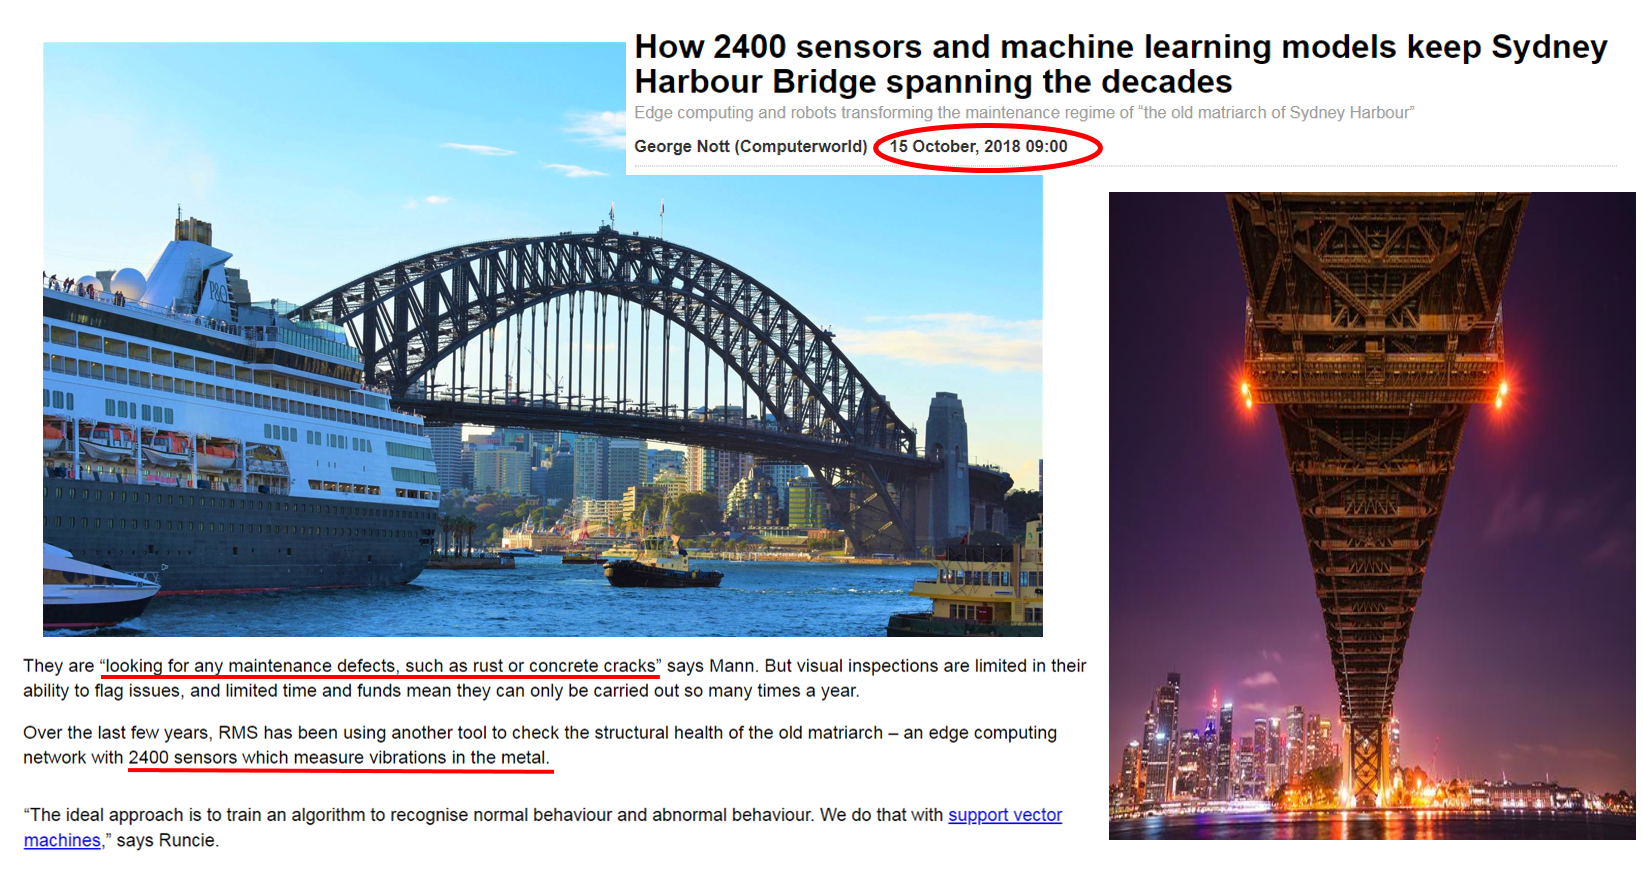 How 2400 sensors and machine learning models keep Sydney
Harbour Bridge spanning the decades
Edge computing and robots transforming the maintenance regime of “the old matriarch of Sydney Harbour”
George Nott (Computerworld) 15 October, 2018 09:00
P&O
They are “looking for any maintenance defects, such as rust or concrete cracks” says Mann. But visual inspections are limited in their
ability to flag issues, and limited time and funds mean they can only be carried out so many times a year.
Over the last few years, RMS has been using another tool to check the structural health of the old matriarch – an edge computing
network with 2400 sensors which measure vibrations in the metal.
“The ideal approach is to train an algorithm to recognise normal behaviour and abnormal behaviour. We do that with support vector
machines,” says Runcie.